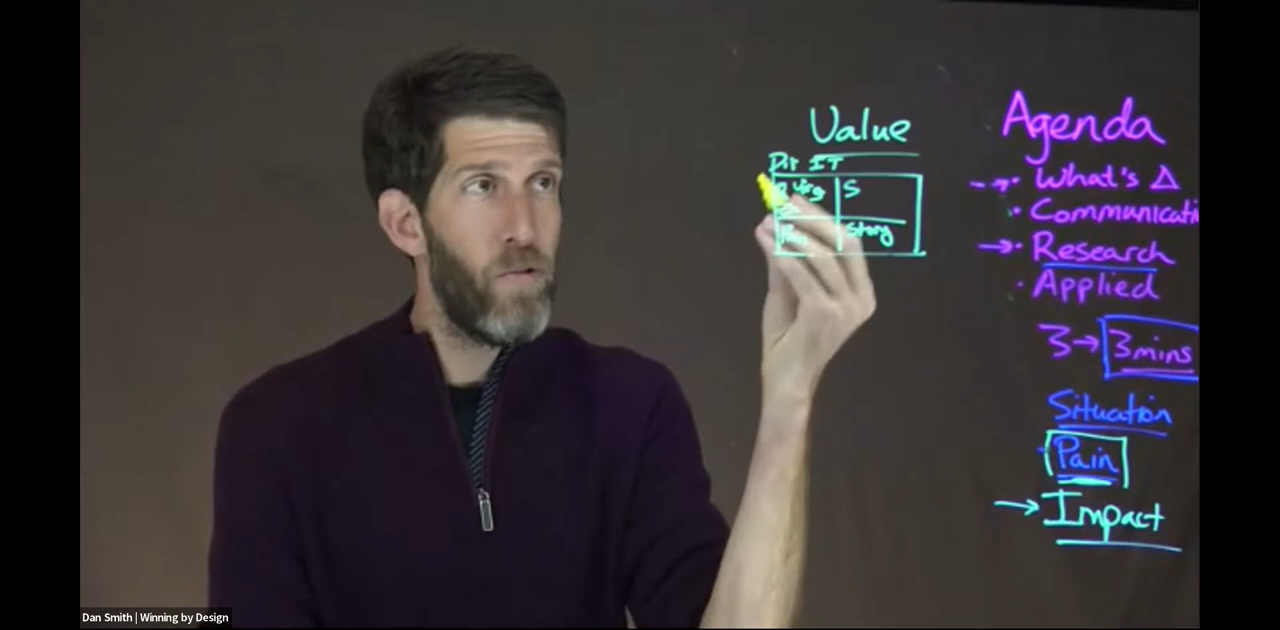 Value
Dir IT
S
Pain
Story
Agenda
→· What's Δ
· Communicati
→· Research
· Applied
3→ 3mins
Situation
Pain
→ Impact
Dan Smith | Winning by Design